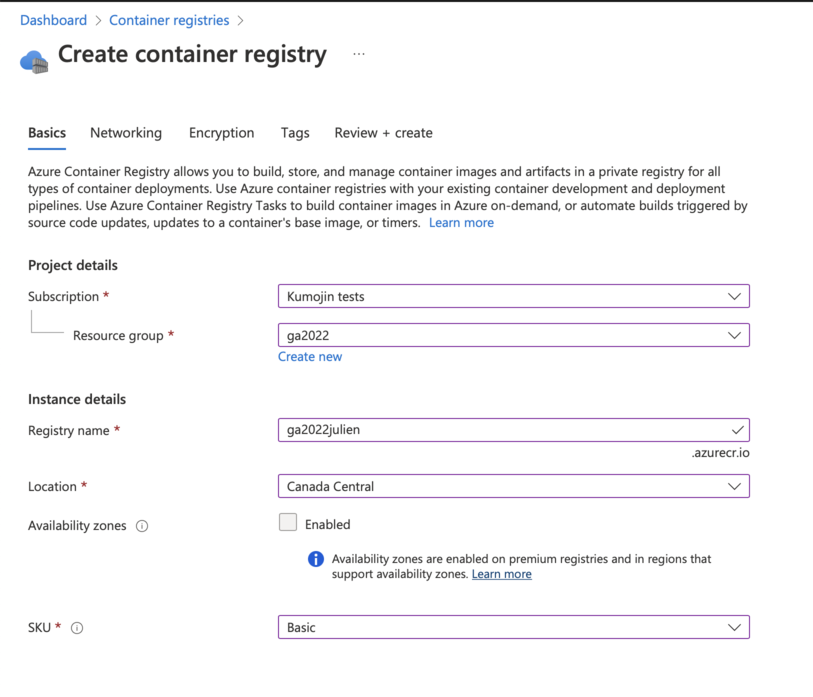 Dashboard > Container registries >
Create container registry ...
Basics Networking Encryption Tags Review + create
Azure Container Registry allows you to build, store, and manage container images and artifacts in a private registry for all
types of container deployments. Use Azure container registries with your existing container development and deployment
pipelines. Use Azure Container Registry Tasks to build container images in Azure on-demand, or automate builds triggered by
source code updates, updates to a container's base image, or timers. Learn more
Project details
Subscription * Kumojin tests
Resource group * ga2022
Create new
Instance details
Registry name * ga2022julien
.azurecr.io
Location * Canada Central
Availability zones Enabled
Availability zones are enabled on premium registries and in regions that
support availability zones. Learn more
SKU * Basic